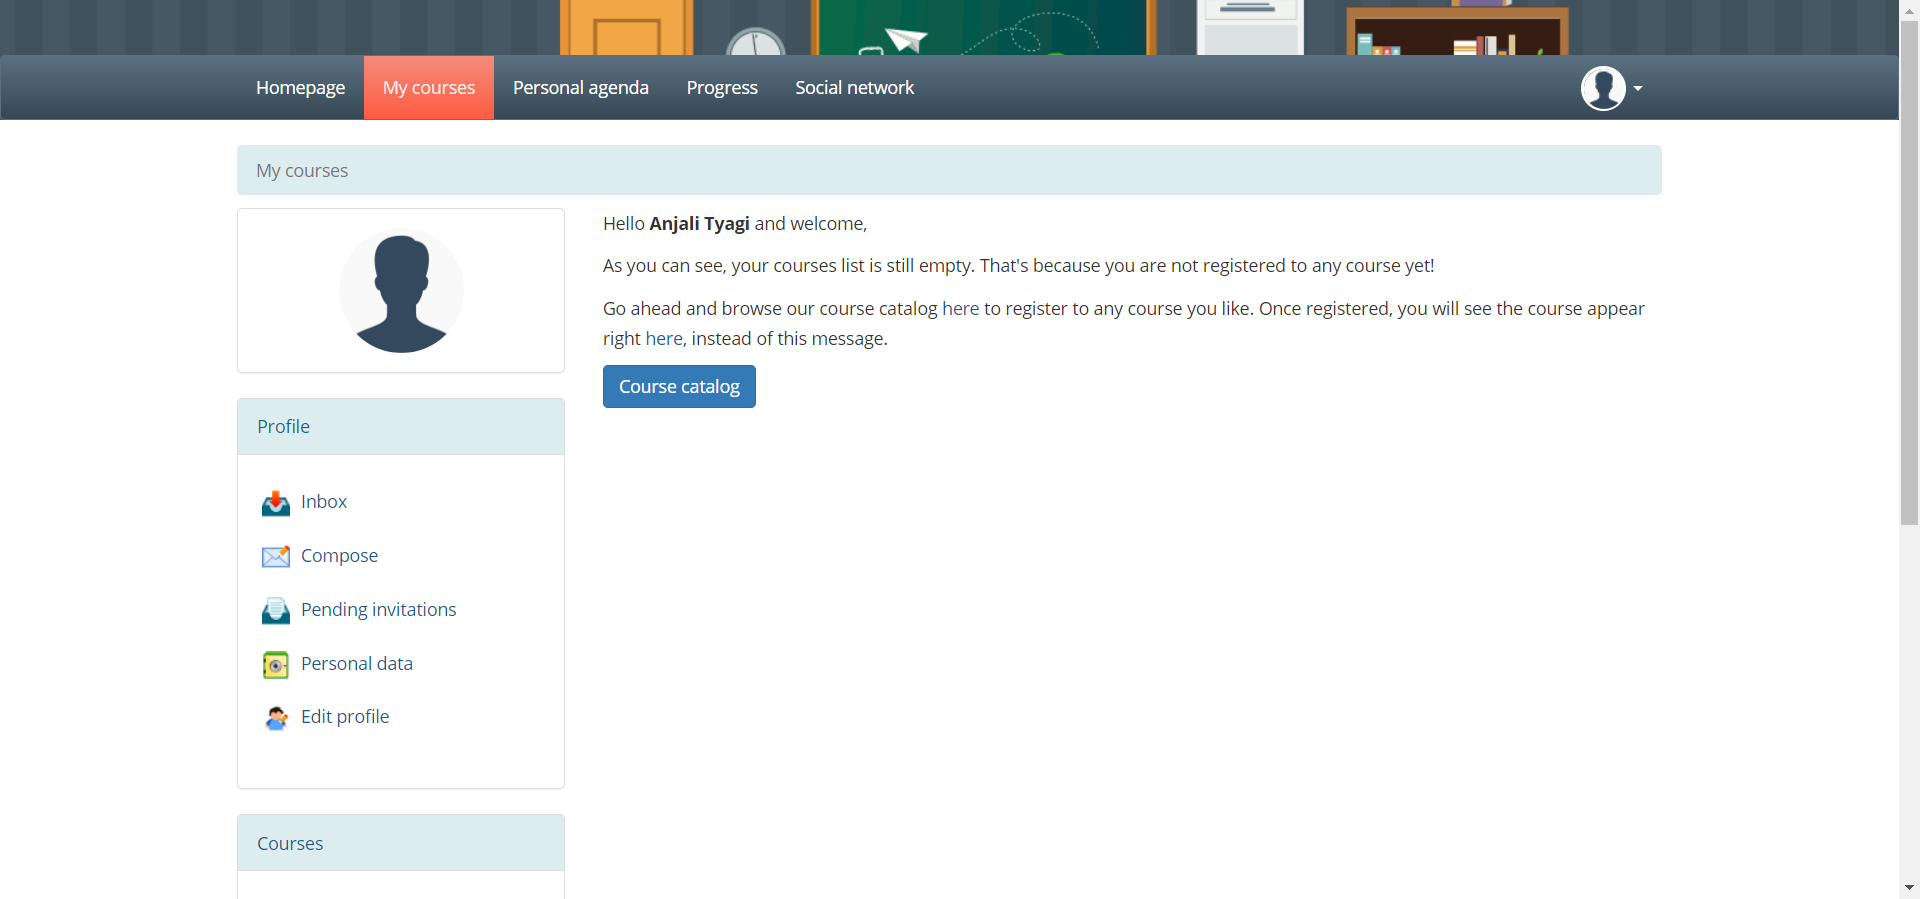 Homepage
My courses
Personal agenda
Progress
Social network
My courses
Hello Anjali Tyagi and welcome,
As you can see, your courses list is still empty. That's because you are not registered to any course yet!
Go ahead and browse our course catalog here to register to any course you like. Once registered, you will see the course appear
right here, instead of this message.
Course catalog
Profile
Inbox
Compose
Pending invitations
Personal data
Edit profile
Courses